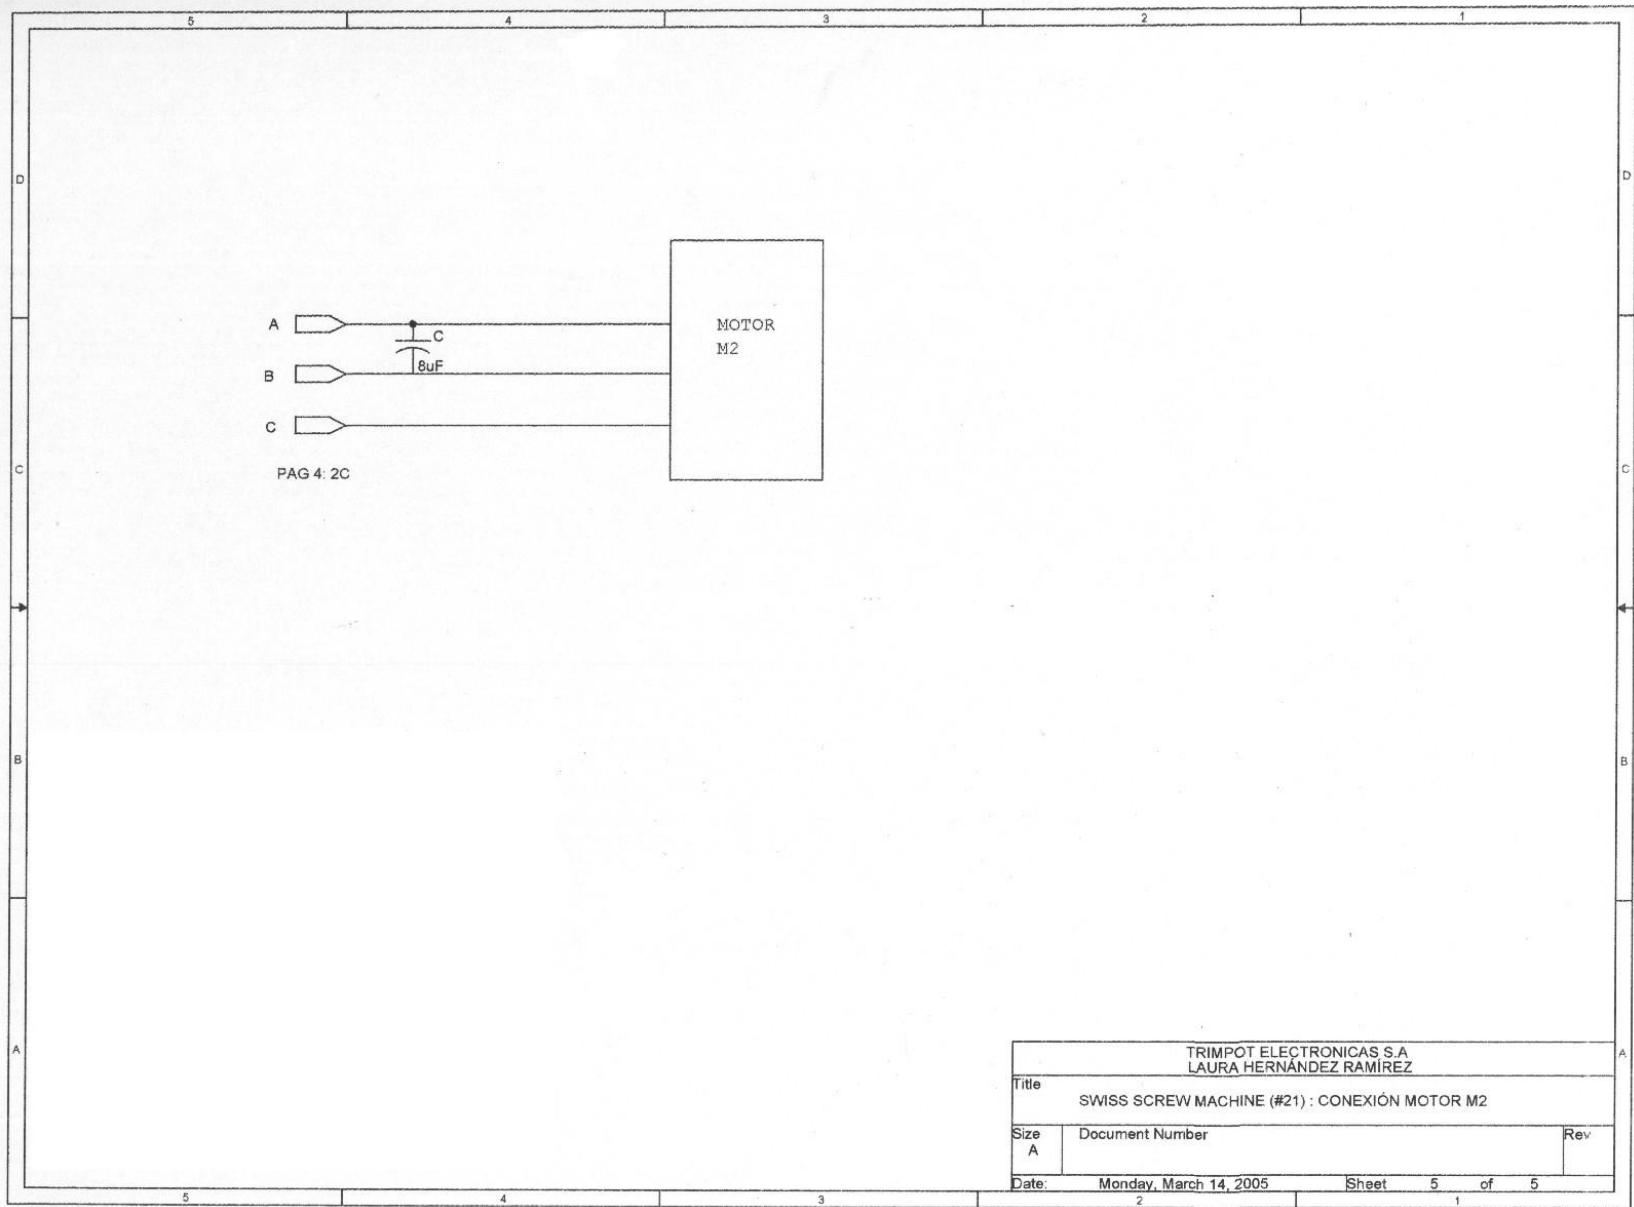 5 4 3 2 1
D D
A
C
MOTOR
M2
8uF
B
C
PAG 4: 2C
C C
B B
A A
TRIMPOT ELECTRONICAS S.A
LAURA HERNÁNDEZ RAMÍREZ
Title
SWISS SCREW MACHINE (#21) : CONEXIÓN MOTOR M2
Size
A
Document Number
Rev
Date: Monday, March 14, 2005 Sheet 5 of 5
5 4 3 2 1